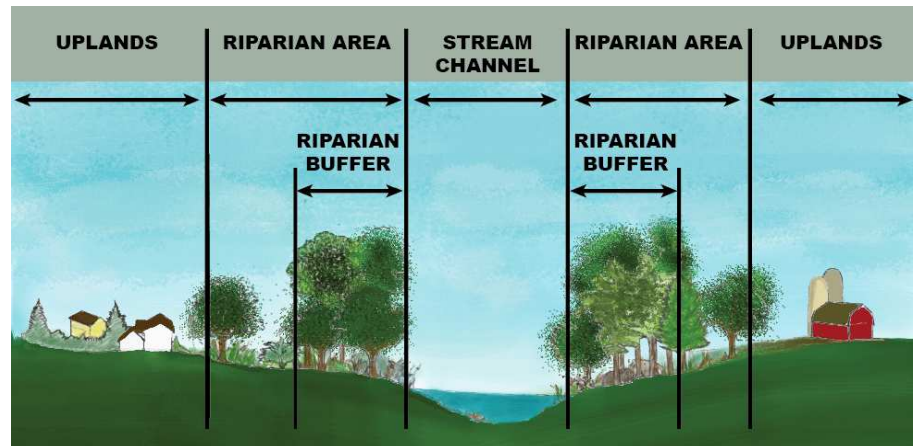 UPLANDS
RIPARIAN AREA
STREAM
CHANNEL
RIPARIAN AREA
UPLANDS
RIPARIAN
BUFFER
RIPARIAN
BUFFER